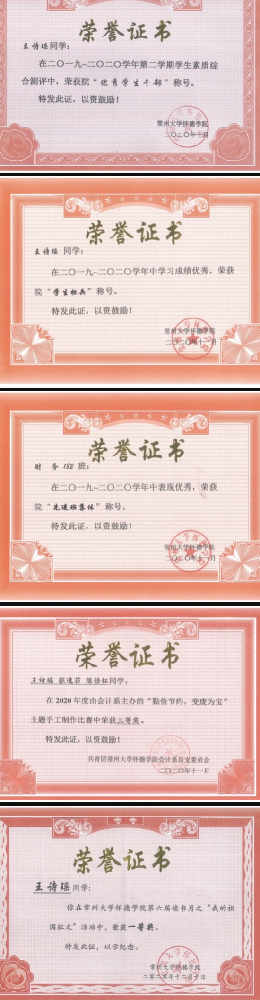 荣誉证书
王诗瑶同学：
在二〇一九~二〇二〇学年第二学期学生素质综
合测评中，荣获院“优秀学生干部”称号。
特发此证，以资鼓励！
常州大学怀德学院
二〇二〇年十月
荣誉证书
王诗瑶 同学：
在二〇一九~二〇二〇学年中学习成绩优秀，荣获
院“学生标兵”称号。
特发此证，以资鼓励！
常州大学怀德学院
二〇二〇年十一月
荣誉证书
财 务 182 班：
在二〇一九~二〇二〇学年中表现优秀，荣获
院“先进班集体”称号。
特发此证，以资鼓励！
常州大学怀德学院
二〇二〇年十一月
荣誉证书
王诗瑶 张逸菲 陈佳钰同学：
在 2020 年度由会计系主办的“勤俭节约，变废为宝”
主题手工制作比赛中荣获三等奖。
特发此证，以资鼓励！
共青团常州大学怀德学院会计系总支委员会
二〇二〇年十一月
荣誉证书
王诗瑶同学：
你在常州大学怀德学院第六届读书月之“我的祖
国征文”活动中，荣获一等奖。
特发此证，以示纪念。
常州大学怀德学院
二零二零年十二月十日